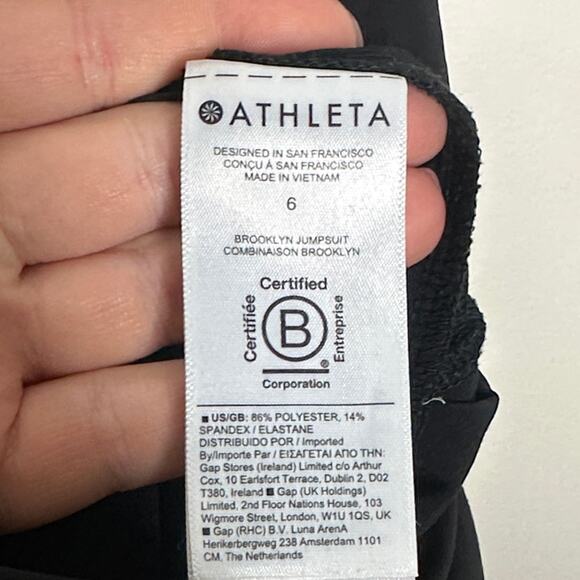 ATHLETA
DESIGNED IN SAN FRANCISCO
CONÇU À SAN FRANCISCO
MADE IN VIETNAM
6
BROOKLYN JUMPSUIT
COMBINAISON BROOKLYN
Certified
Certifiée
B
Entreprise
®
Corporation
■ US/GB: 86% POLYESTER, 14%
SPANDEX / ELASTANE
DISTRIBUIDO POR / Imported
By/Importe Par / ΕΙΣΑΓΕΤΑΙ ΑΠΟ ΤΗΝ:
Gap Stores (Ireland) Limited c/o Arthur
Cox, 10 Earlsfort Terrace, Dublin 2, D02
T380, Ireland ■ Gap (UK Holdings)
Limited, 2nd Floor Nations House, 103
Wigmore Street, London, W1U 1QS, UK
■ Gap (RHC) B.V. Luna ArenA
Herikerbergweg 238 Amsterdam 1101
CM, The Netherlands